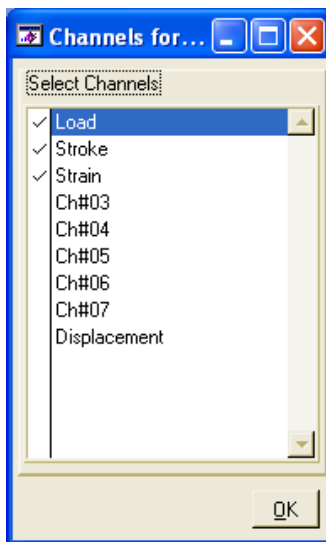 Channels for...
Select Channels
Load
Stroke
Strain
Ch#03
Ch#04
Ch#05
Ch#06
Ch#07
Displacement
OK